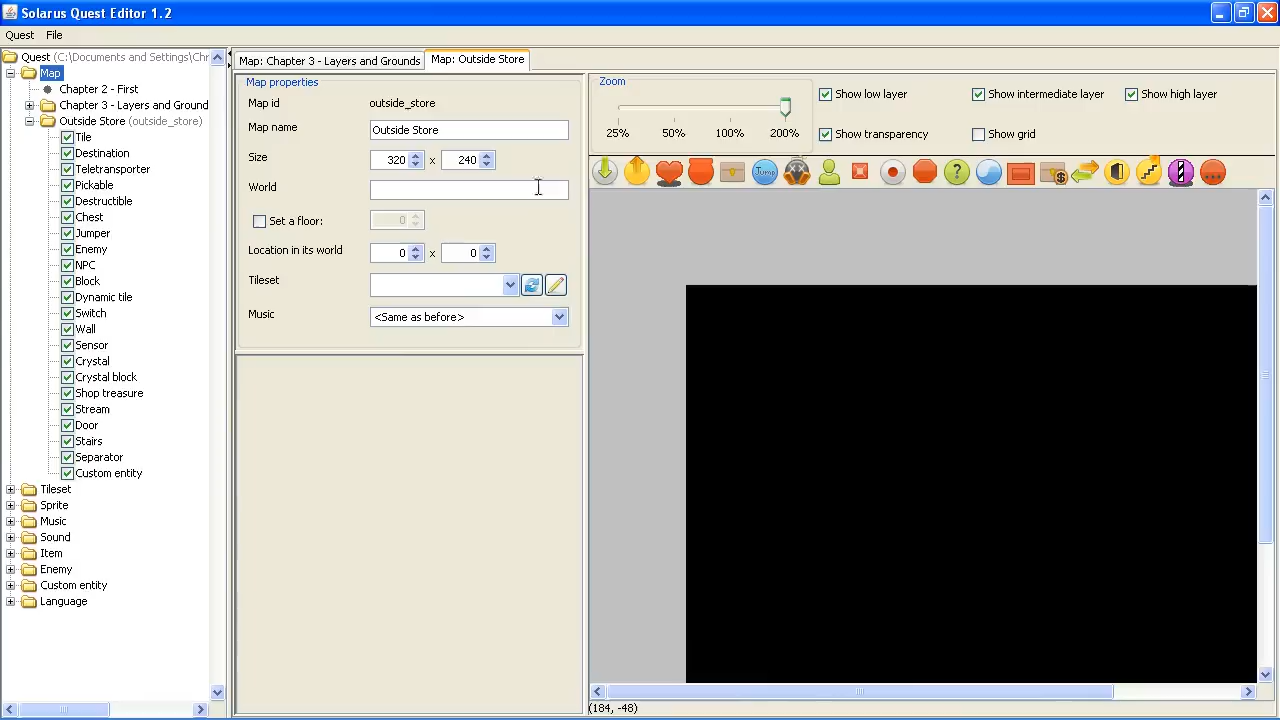 Solarus Quest Editor 1.2
Quest File
Quest (C:\Documents and Settings\Chr
Map
Chapter 2 - First
Chapter 3 - Layers and Ground
Outside Store (outside_store)
Tile
Destination
Teletransporter
Pickable
Destructible
Chest
Jumper
Enemy
NPC
Block
Dynamic tile
Switch
Wall
Sensor
Crystal
Crystal block
Shop treasure
Stream
Door
Stairs
Separator
Custom entity
Tileset
Sprite
Music
Sound
Item
Enemy
Custom entity
Language
Map: Chapter 3 - Layers and Grounds
Map: Outside Store
Map properties
Map id outside_store
Map name Outside Store
Size 320 x 240
World
Set a floor: 0
Location in its world 0 x 0
Tileset
Music <Same as before>
Zoom
25% 50% 100% 200%
Show low layer Show intermediate layer Show high layer
Show transparency Show grid
Jump
?
$
(184, -48)